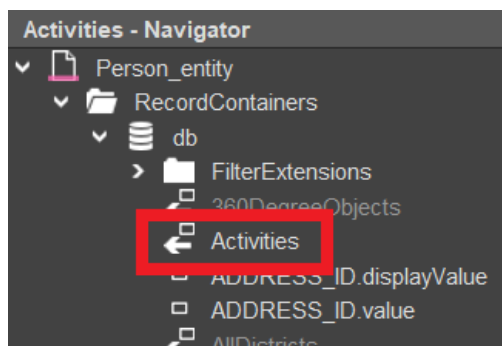 Activities - Navigator
Person_entity
RecordContainers
db
FilterExtensions
360DegreeObjects
Activities
ADDRESS_ID.displayValue
ADDRESS_ID.value
AllDistricts